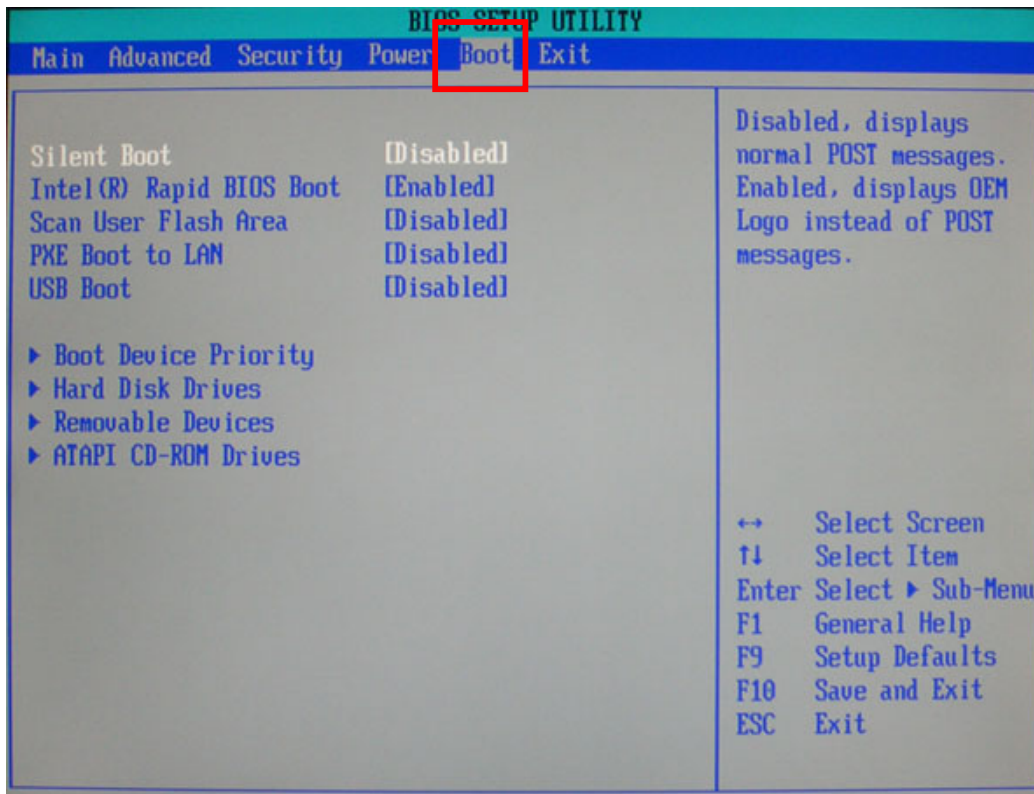 BIOS SETUP UTILITY
Main Advanced Security Power Boot Exit
Silent Boot [Disabled]
Intel(R) Rapid BIOS Boot [Enabled]
Scan User Flash Area [Disabled]
PXE Boot to LAN [Disabled]
USB Boot [Disabled]
▶ Boot Device Priority
▶ Hard Disk Drives
▶ Removable Devices
▶ ATAPI CD-ROM Drives
Disabled, displays
normal POST messages.
Enabled, displays OEM
Logo instead of POST
messages.
↔ Select Screen
↑↓ Select Item
Enter Select ▶ Sub-Menu
F1 General Help
F9 Setup Defaults
F10 Save and Exit
ESC Exit